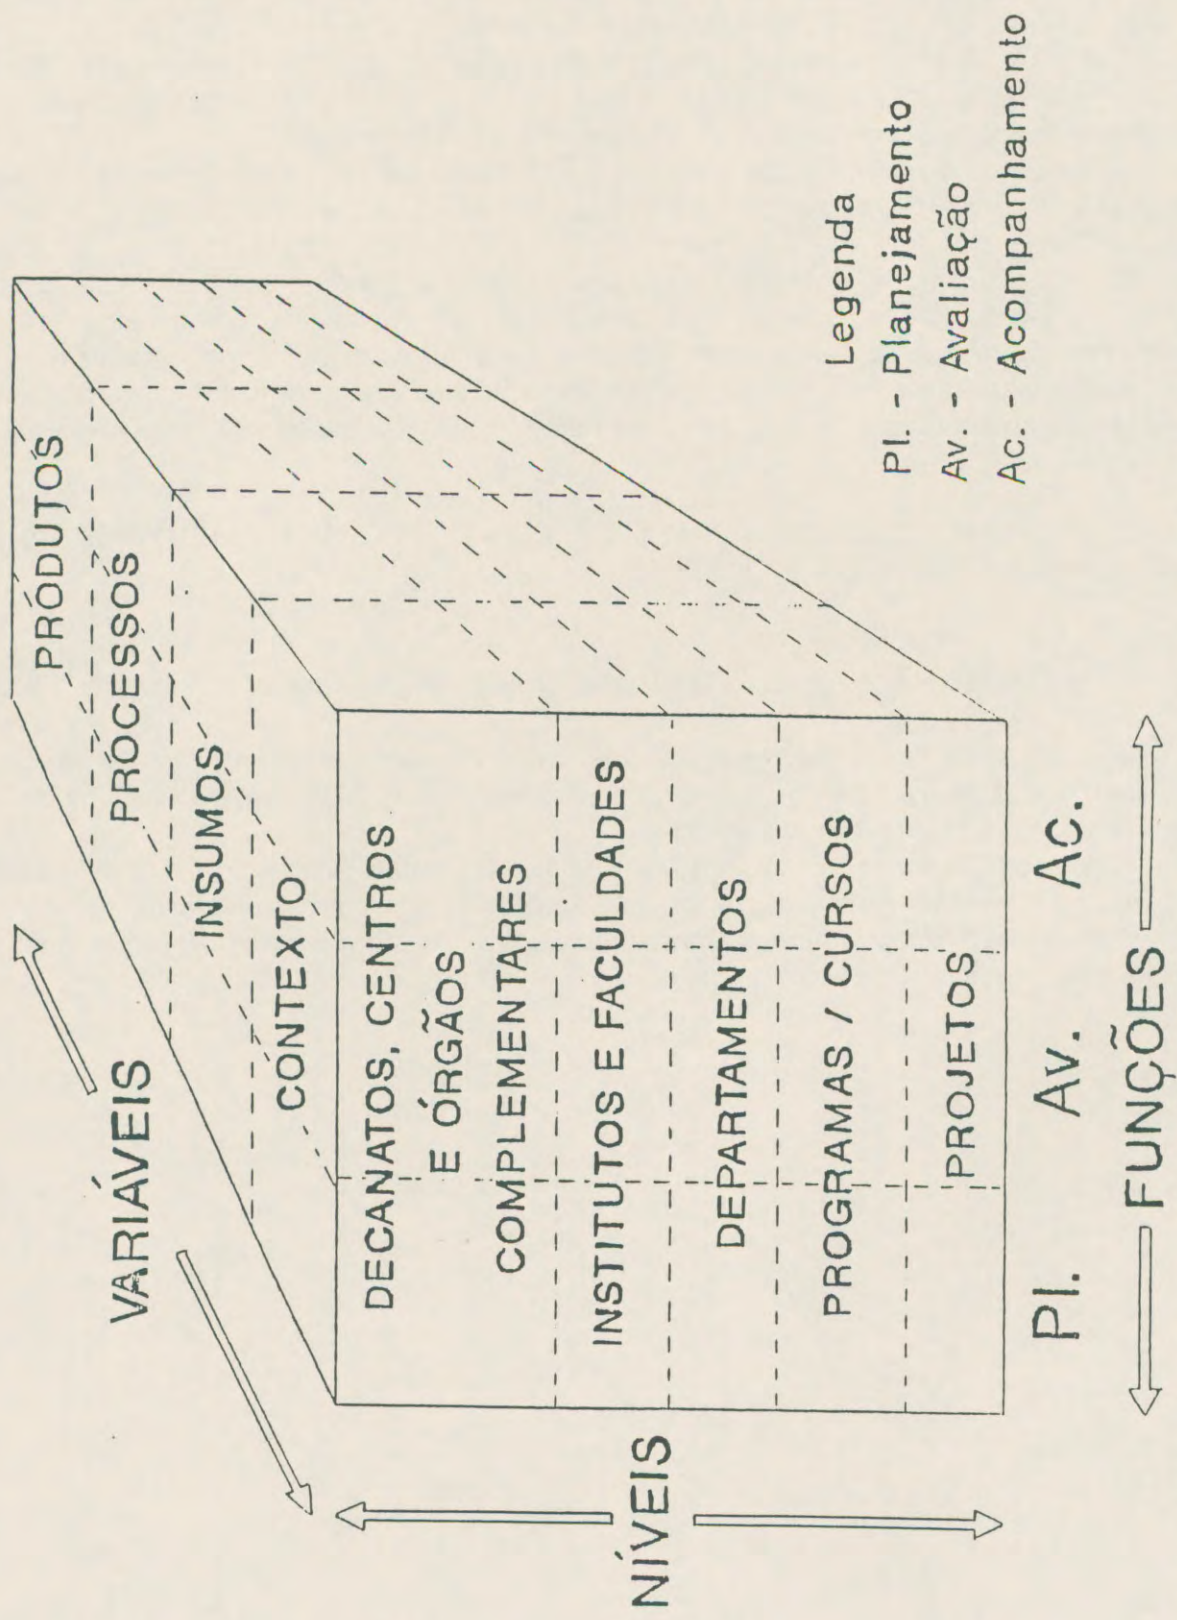 VARIÁVEIS
PRODUTOS
PROCESSOS
INSUMOS
CONTEXTO
NÍVEIS
DECANATOS, CENTROS
E ÓRGÃOS
COMPLEMENTARES
INSTITUTOS E FACULDADES
DEPARTAMENTOS
PROGRAMAS / CURSOS
PROJETOS
Pl. Av. Ac.
FUNÇÕES
Legenda
Pl. - Planejamento
Av. - Avaliação
Ac. - Acompanhamento